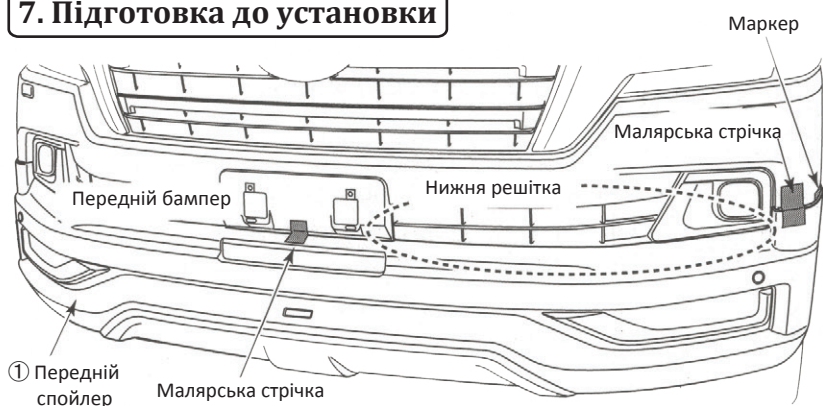 7. Підготовка до установки
Маркер
Малярська стрічка
Передній бампер
Нижня решітка
① Передній
спойлер
Малярська стрічка